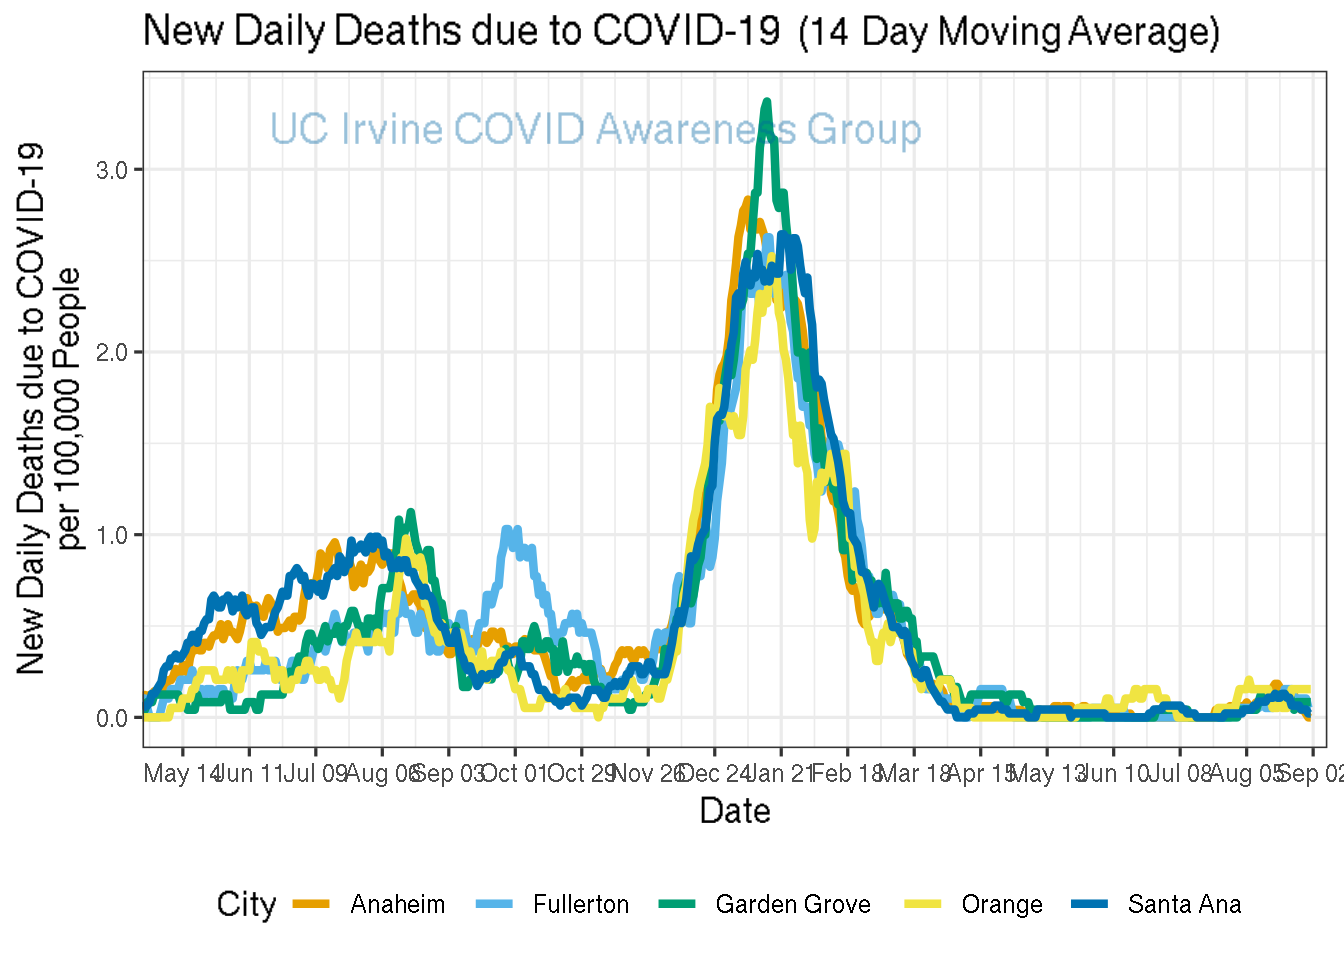 New Daily Deaths due to COVID-19 (14 Day Moving Average)
UC Irvine COVID Awareness Group
New Daily Deaths due to COVID-19
per 100,000 People
3.0
2.0
1.0
0.0
May 14 Jun 11 Jul 09 Aug 06 Sep 03 Oct 01 Oct 29 Nov 26 Dec 24 Jan 21 Feb 18 Mar 18 Apr 15 May 13 Jun 10 Jul 08 Aug 05 Sep 02
Date
City Anaheim Fullerton Garden Grove Orange Santa Ana